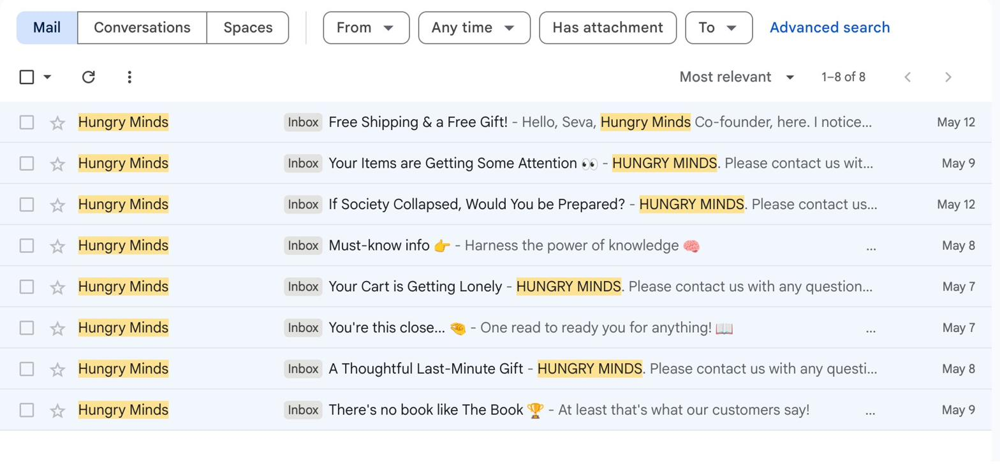 Mail Conversations Spaces From Any time Has attachment To Advanced search
Most relevant 1–8 of 8
Hungry Minds Inbox Free Shipping & a Free Gift! - Hello, Seva, Hungry Minds Co-founder, here. I notice... May 12
Hungry Minds Inbox Your Items are Getting Some Attention 👀 - HUNGRY MINDS. Please contact us wit... May 9
Hungry Minds Inbox If Society Collapsed, Would You be Prepared? - HUNGRY MINDS. Please contact us... May 12
Hungry Minds Inbox Must-know info 👉 - Harness the power of knowledge 🧠 ... May 8
Hungry Minds Inbox Your Cart is Getting Lonely - HUNGRY MINDS. Please contact us with any question... May 7
Hungry Minds Inbox You're this close... 🤏 - One read to ready you for anything! 📖 ... May 7
Hungry Minds Inbox A Thoughtful Last-Minute Gift - HUNGRY MINDS. Please contact us with any questi... May 8
Hungry Minds Inbox There's no book like The Book 🏆 - At least that's what our customers say! ... May 9